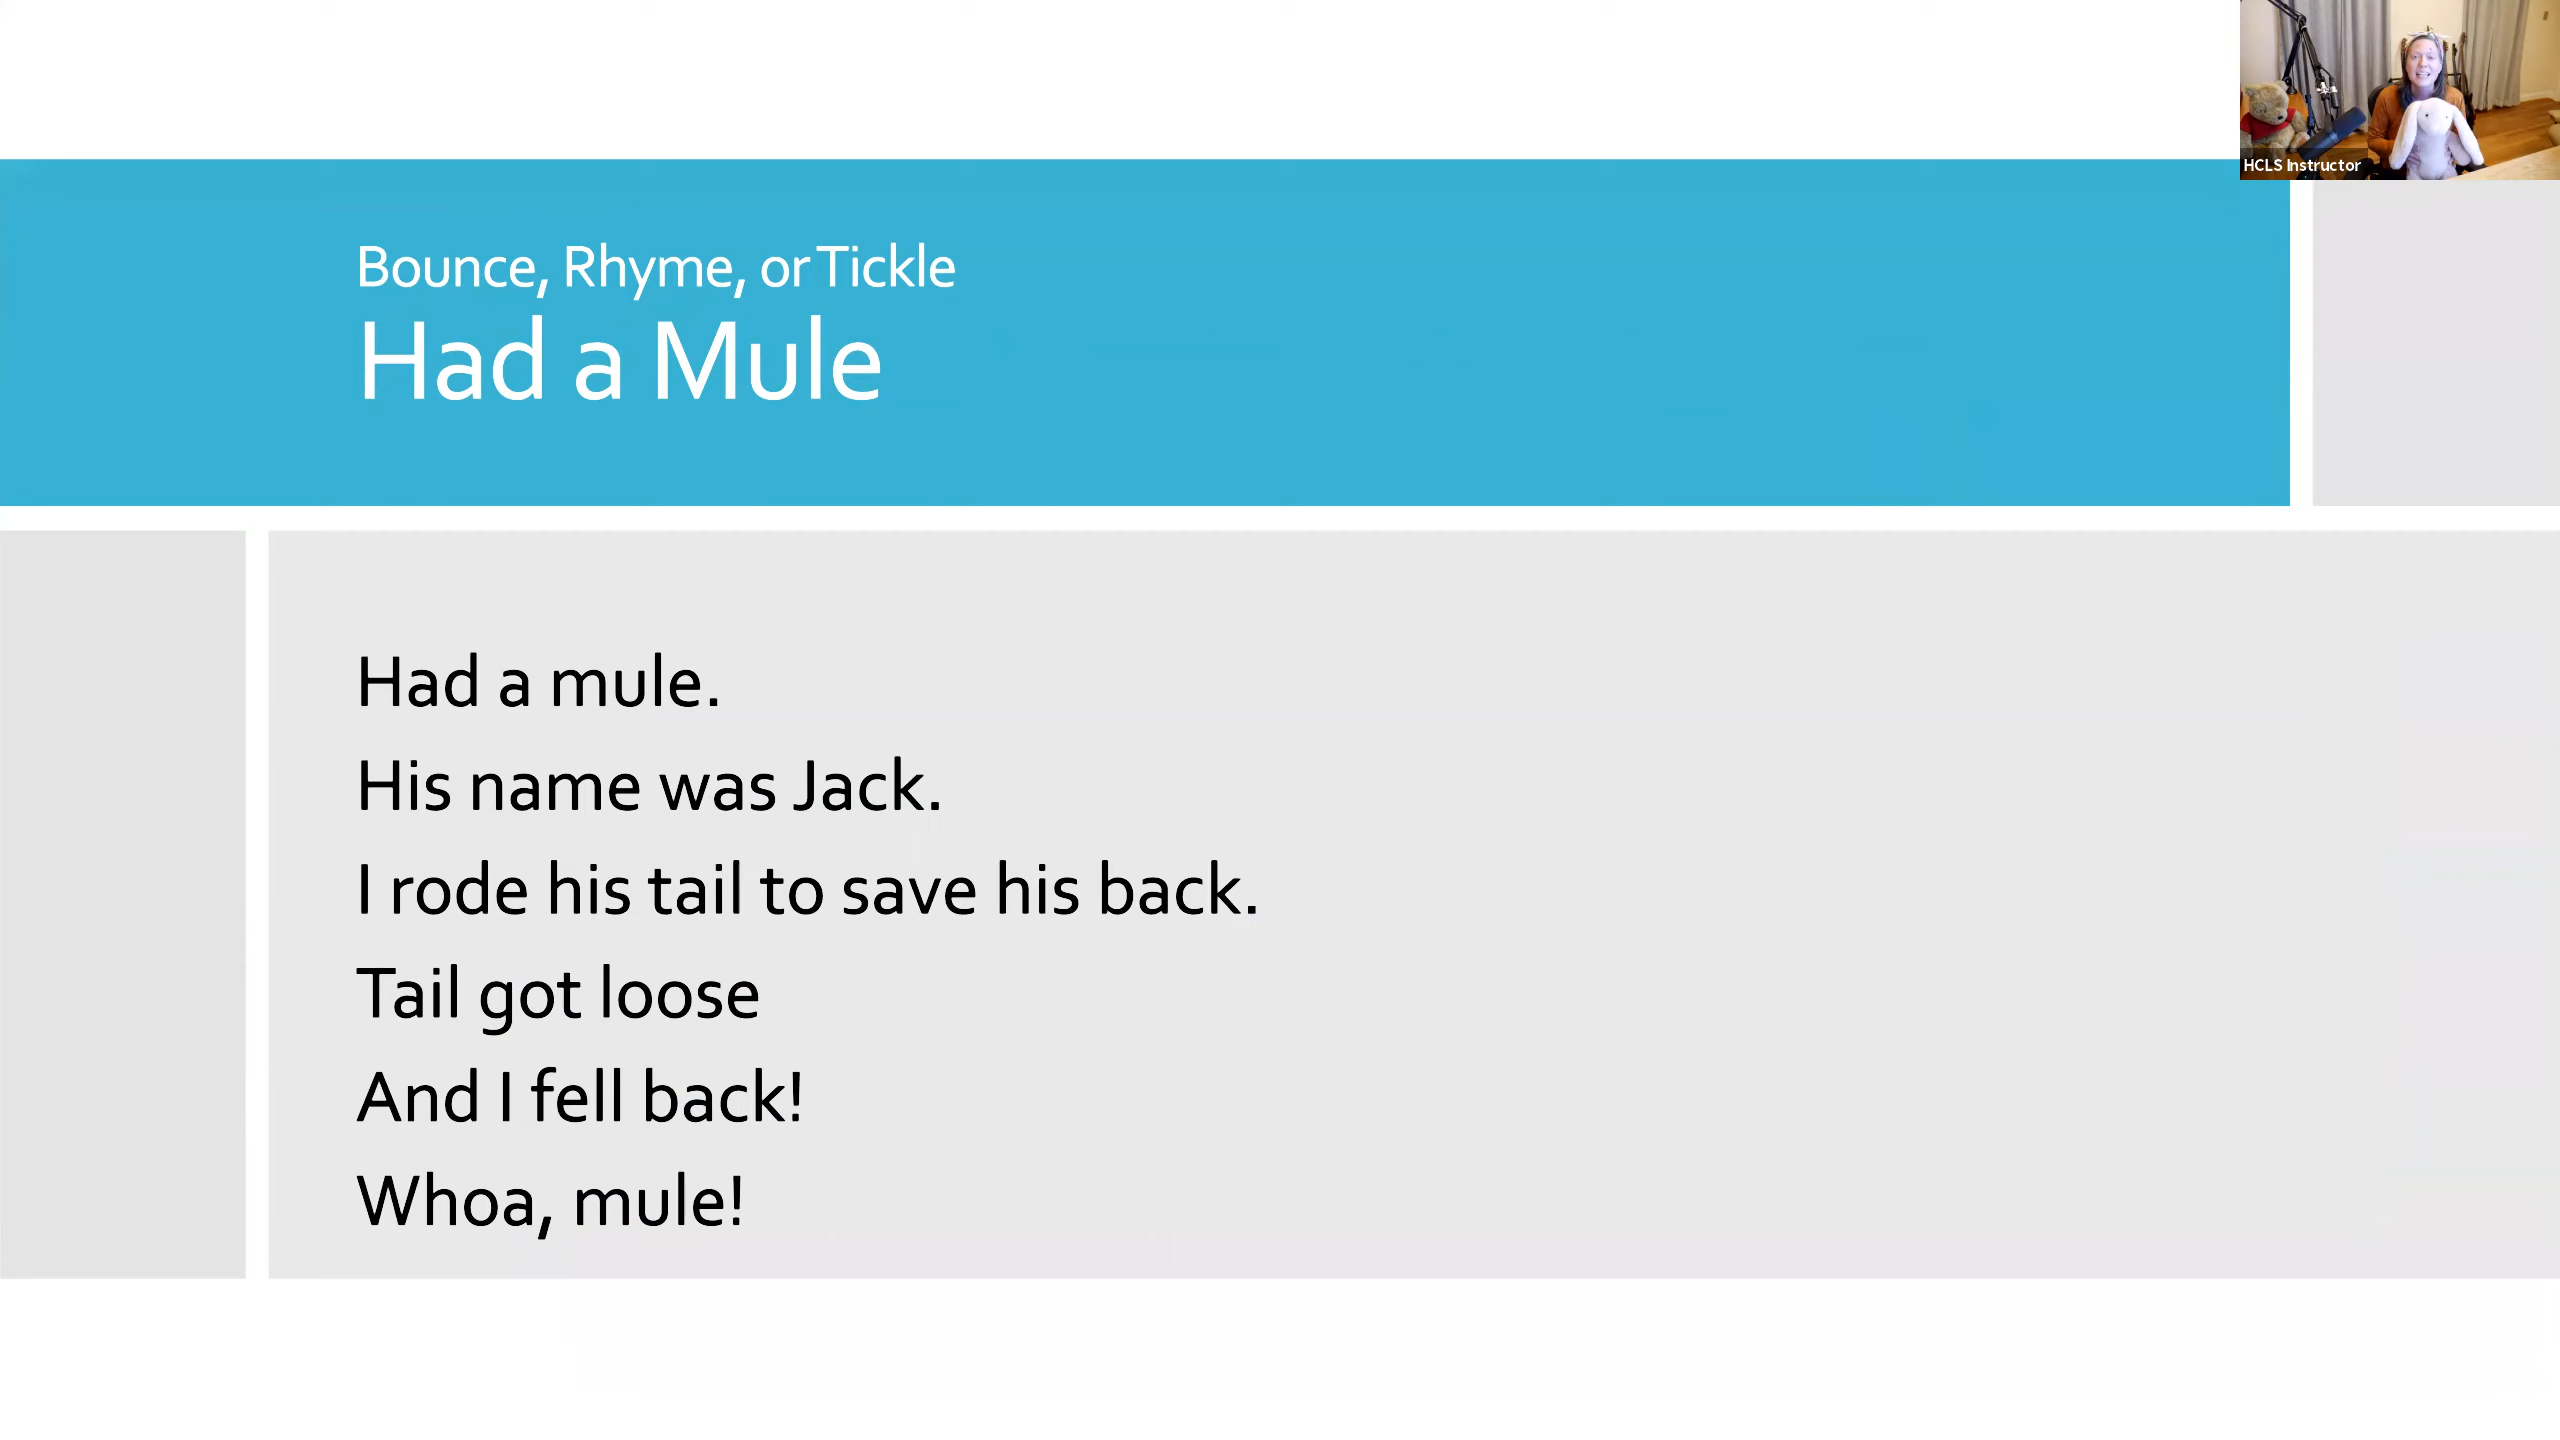 HCLS Instructor
Bounce, Rhyme, or Tickle
Had a Mule
Had a mule.
His name was Jack.
I rode his tail to save his back.
Tail got loose
And I fell back!
Whoa, mule!